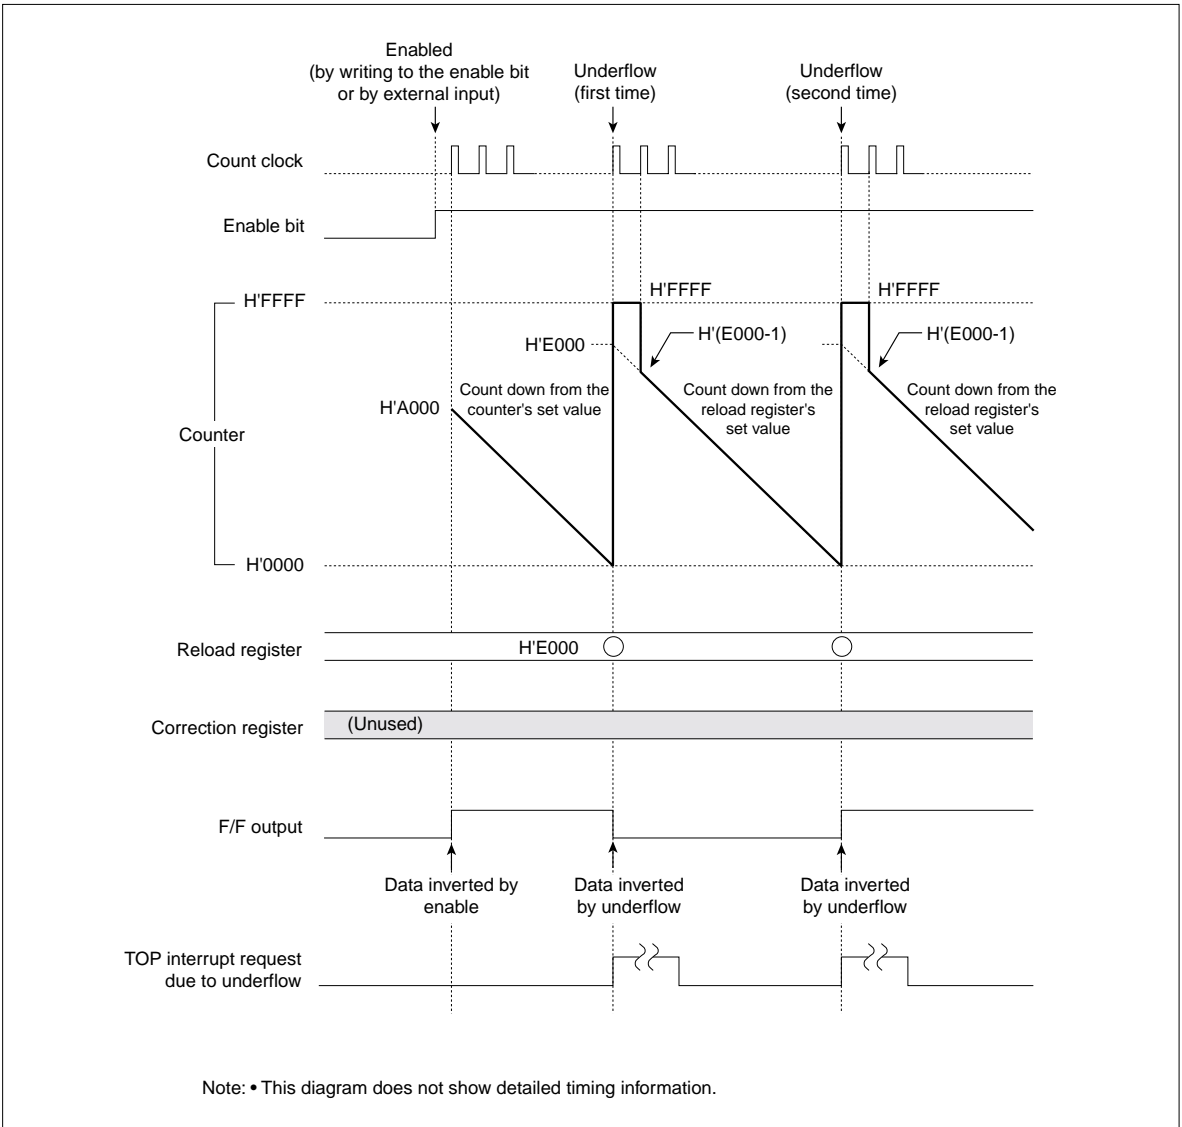 Enabled
(by writing to the enable bit
or by external input)
Underflow
(first time)
Underflow
(second time)
Count clock
Enable bit
H'FFFF
H'FFFF
H'FFFF
H'E000
H'(E000-1)
H'(E000-1)
Count down from the
counter's set value
Count down from the
reload register's
set value
Count down from the
reload register's
set value
H'A000
Counter
H'0000
Reload register
H'E000
Correction register
(Unused)
F/F output
Data inverted by
enable
Data inverted
by underflow
Data inverted
by underflow
TOP interrupt request
due to underflow
Note: • This diagram does not show detailed timing information.